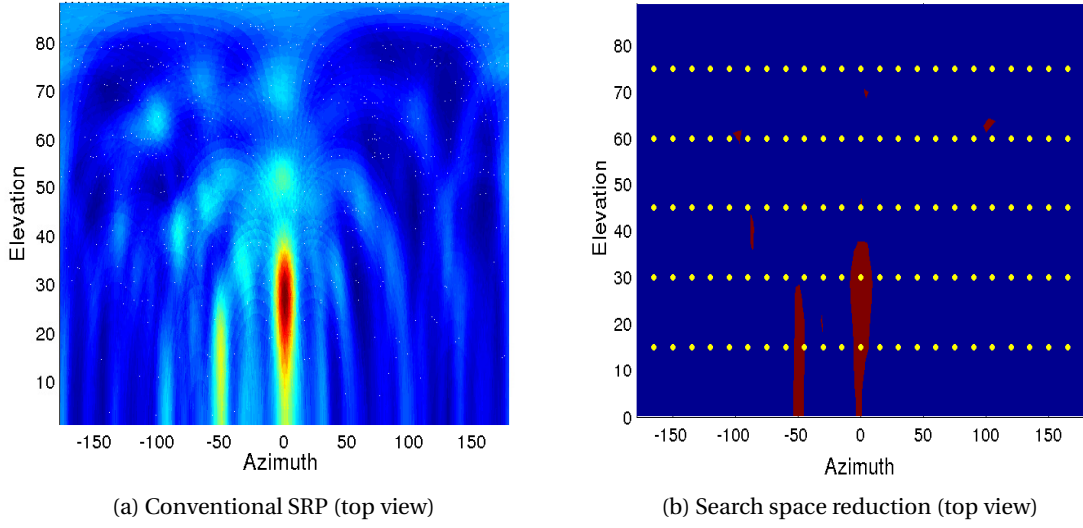 80
70
60
50
40
30
20
10
Elevation
-150 -100 -50 0 50 100 150
Azimuth
(a) Conventional SRP (top view)
80
70
60
50
40
30
20
10
0
Elevation
-150 -100 -50 0 50 100 150
Azimuth
(b) Search space reduction (top view)